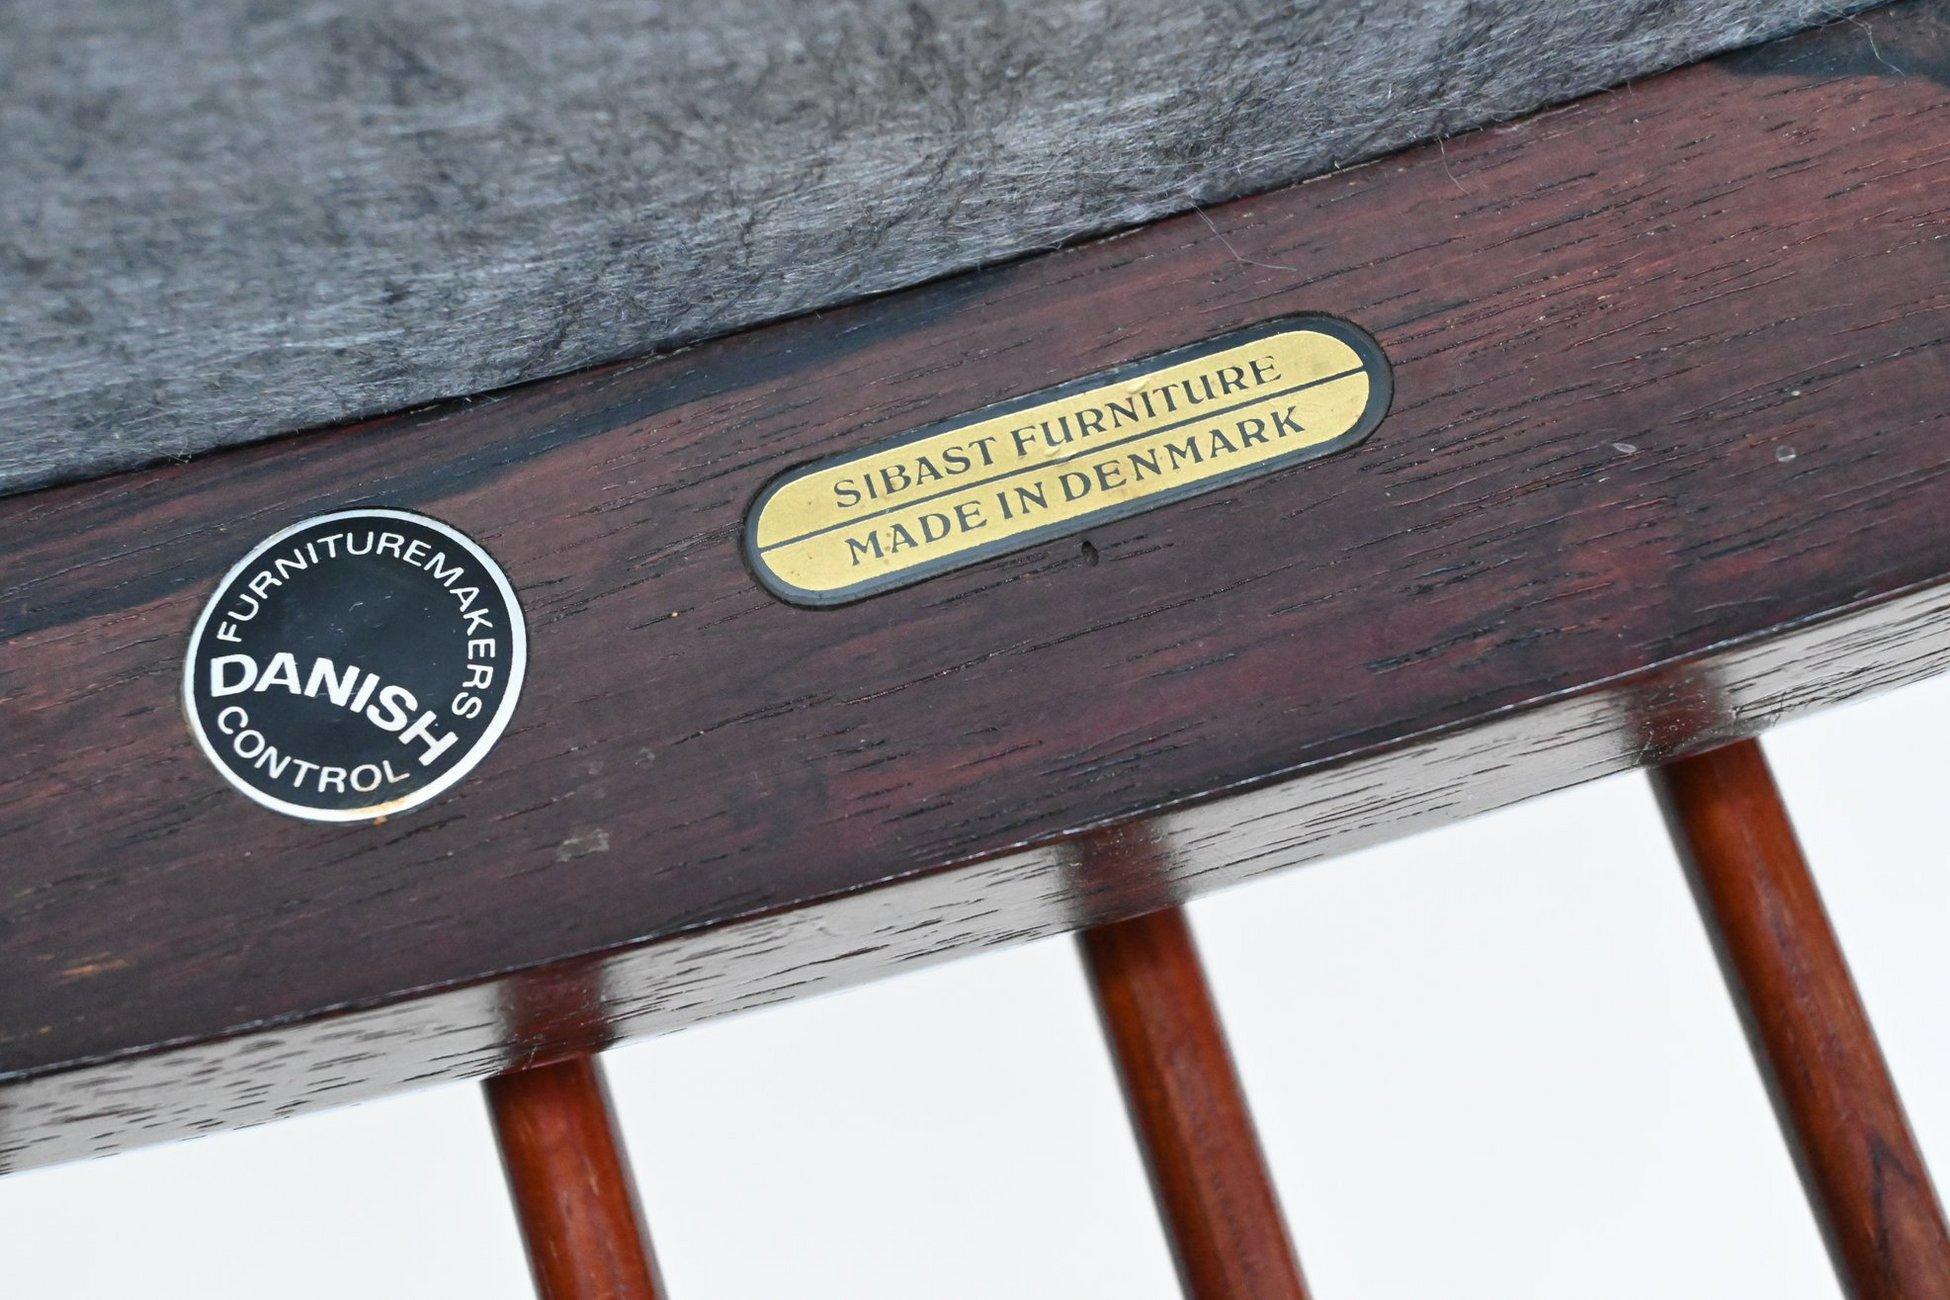 FURNITUREMAKERS
DANISH
CONTROL
SIBAST FURNITURE
MADE IN DENMARK